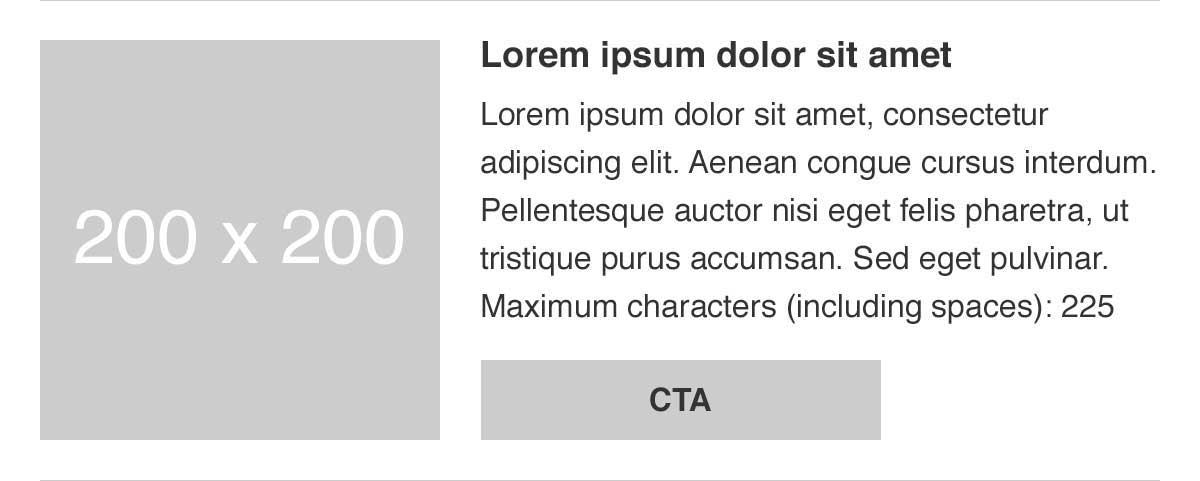 200 x 200
Lorem ipsum dolor sit amet
Lorem ipsum dolor sit amet, consectetur
adipiscing elit. Aenean congue cursus interdum.
Pellentesque auctor nisi eget felis pharetra, ut
tristique purus accumsan. Sed eget pulvinar.
Maximum characters (including spaces): 225
CTA